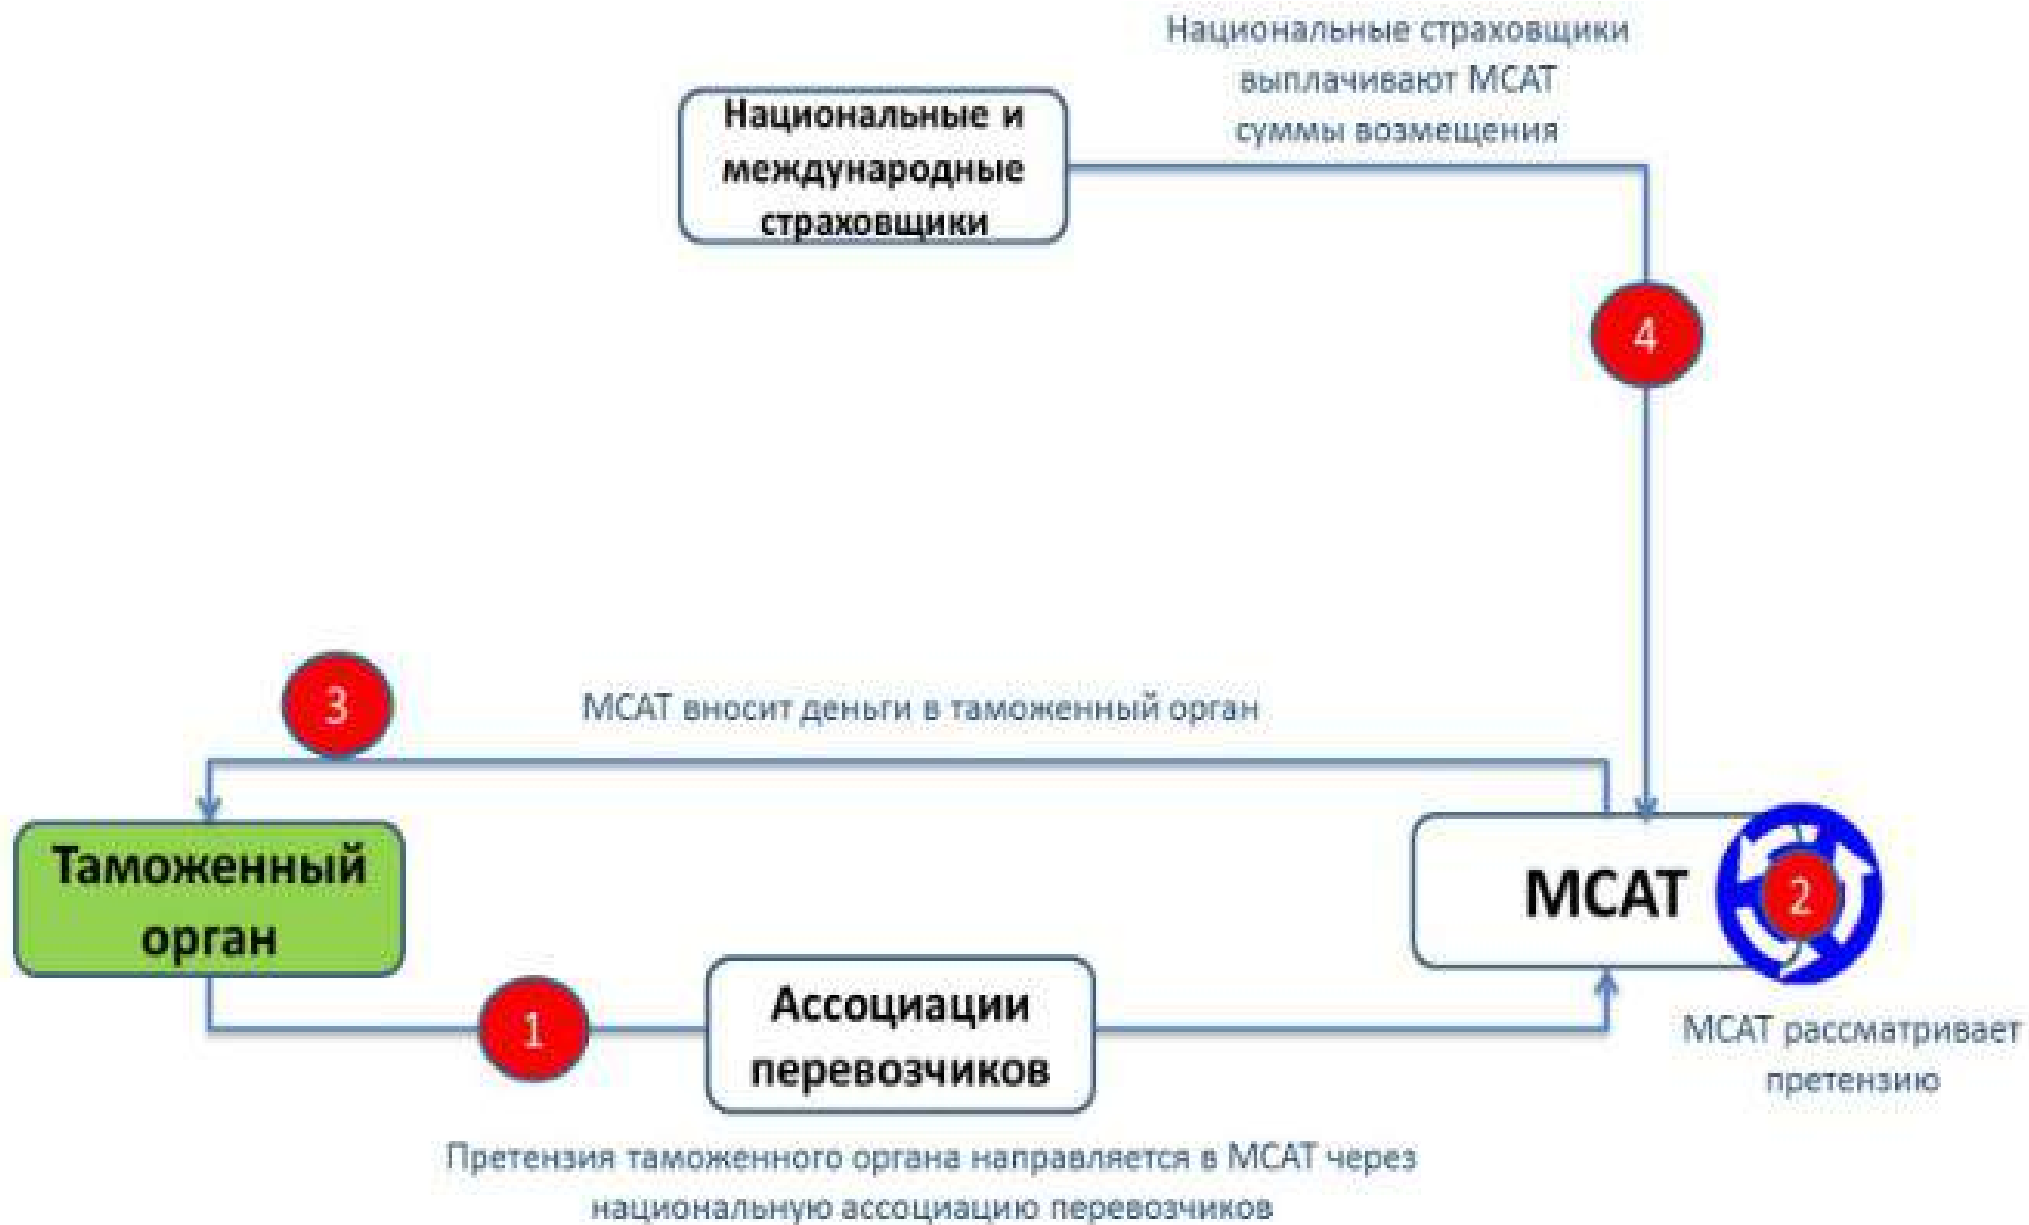 Национальные страховщики
выплачивают МСАТ
суммы возмещения
Национальные и
международные
страховщики
4
3
МСАТ вносит деньги в таможенный орган
Таможенный
орган
МСАТ
2
1
Ассоциации
перевозчиков
МСАТ рассматривает
претензию
Претензия таможенного органа направляется в МСАТ через
национальную ассоциацию перевозчиков